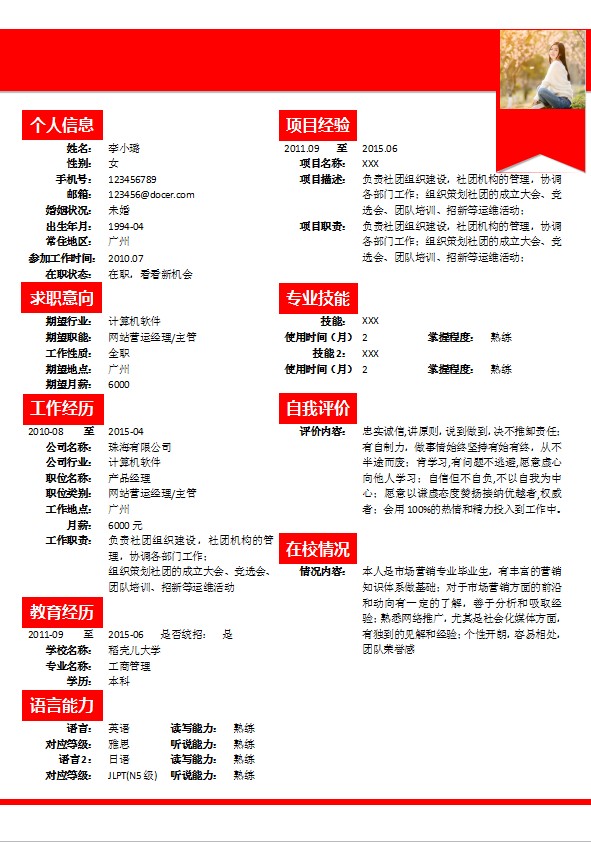 个人信息
姓名： 李小璐
性别： 女
手机号： 123456789
邮箱： 123456@docer.com
婚姻状况： 未婚
出生年月： 1994-04
常住地区： 广州
参加工作时间： 2010.07
在职状态： 在职，看看新机会
求职意向
期望行业： 计算机软件
期望职能： 网站营运经理/主管
工作性质： 全职
期望地点： 广州
期望月薪： 6000
工作经历
2010-08 至 2015-04
公司名称： 珠海有限公司
公司行业： 计算机软件
职位名称： 产品经理
职位类别： 网站营运经理/主管
工作地点： 广州
月薪： 6000 元
工作职责： 负责社团组织建设，社团机构的管
理，协调各部门工作；
组织策划社团的成立大会、竞选会、
团队培训、招新等运维活动
教育经历
2011-09 至 2015-06 是否统招： 是
学校名称： 稻壳儿大学
专业名称： 工商管理
学历： 本科
语言能力
语言： 英语 读写能力： 熟练
对应等级： 雅思 听说能力： 熟练
语言 2： 日语 读写能力： 熟练
对应等级： JLPT(N5 级) 听说能力： 熟练
项目经验
2011.09 至 2015.06
项目名称： XXX
项目描述： 负责社团组织建设，社团机构的管理，协调
各部门工作；组织策划社团的成立大会、竞
选会、团队培训、招新等运维活动；
项目职责： 负责社团组织建设，社团机构的管理，协调
各部门工作；组织策划社团的成立大会、竞
选会、团队培训、招新等运维活动；
专业技能
技能： XXX
使用时间（月） 2 掌握程度： 熟练
技能 2： XXX
使用时间（月） 2 掌握程度： 熟练
自我评价
评价内容： 忠实诚信,讲原则，说到做到，决不推卸责任；
有自制力，做事情始终坚持有始有终，从不
半途而废；肯学习,有问题不逃避,愿意虚心
向他人学习；自信但不自负,不以自我为中
心；愿意以谦虚态度赞扬接纳优越者,权威
者；会用 100%的热情和精力投入到工作中。
在校情况
情况内容： 本人是市场营销专业毕业生，有丰富的营销
知识体系做基础；对于市场营销方面的前沿
和动向有一定的了解，善于分析和吸取经
验；熟悉网络推广，尤其是社会化媒体方面，
有独到的见解和经验；个性开朗，容易相处，
团队荣誉感